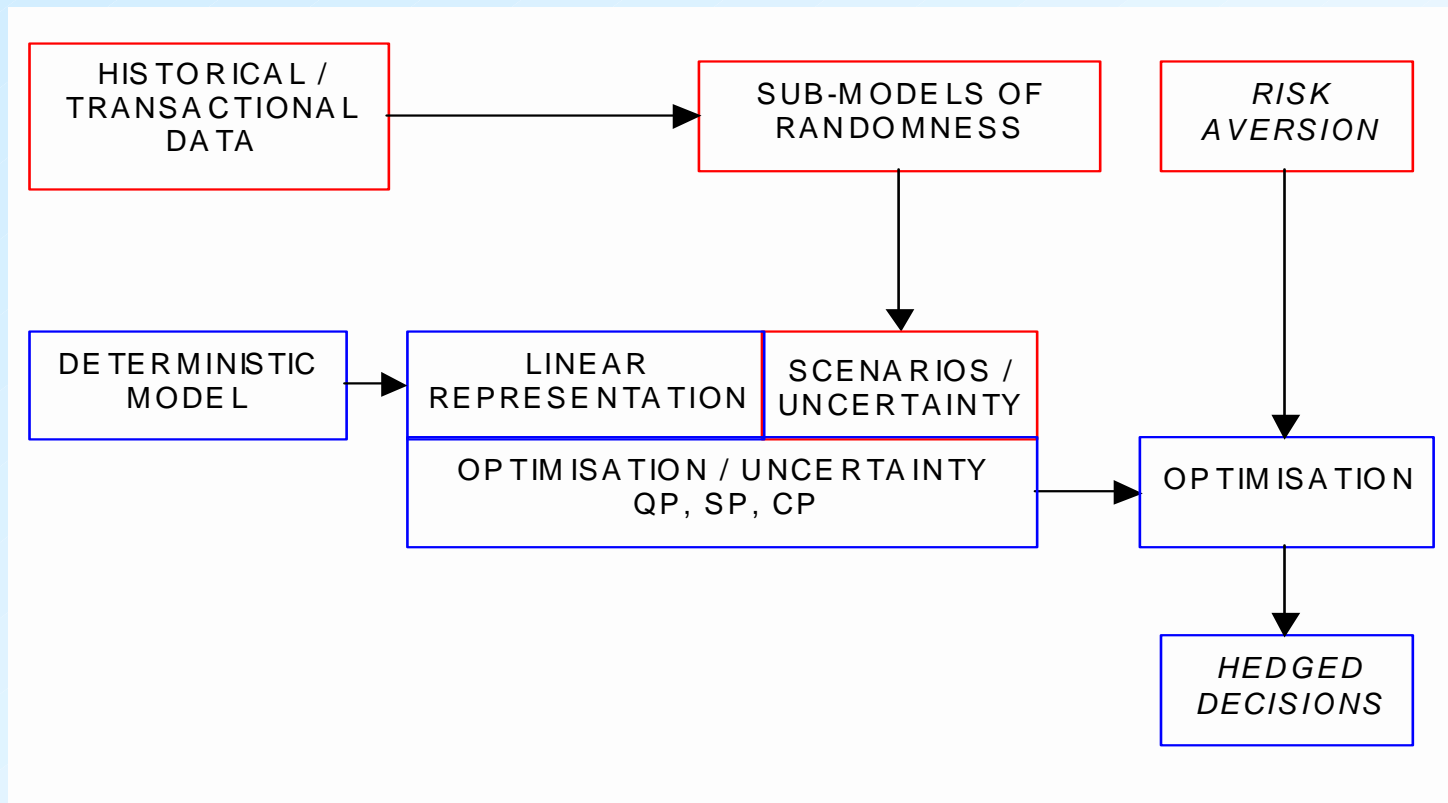 HISTORICAL /
TRANSACTIONAL
DATA
SUB-MODELS OF
RANDOMNESS
RISK
AVERSION
DETERMINISTIC
MODEL
LINEAR
REPRESENTATION
SCENARIOS /
UNCERTAINTY
OPTIMISATION / UNCERTAINTY
QP, SP, CP
OPTIMISATION
HEDGED
DECISIONS